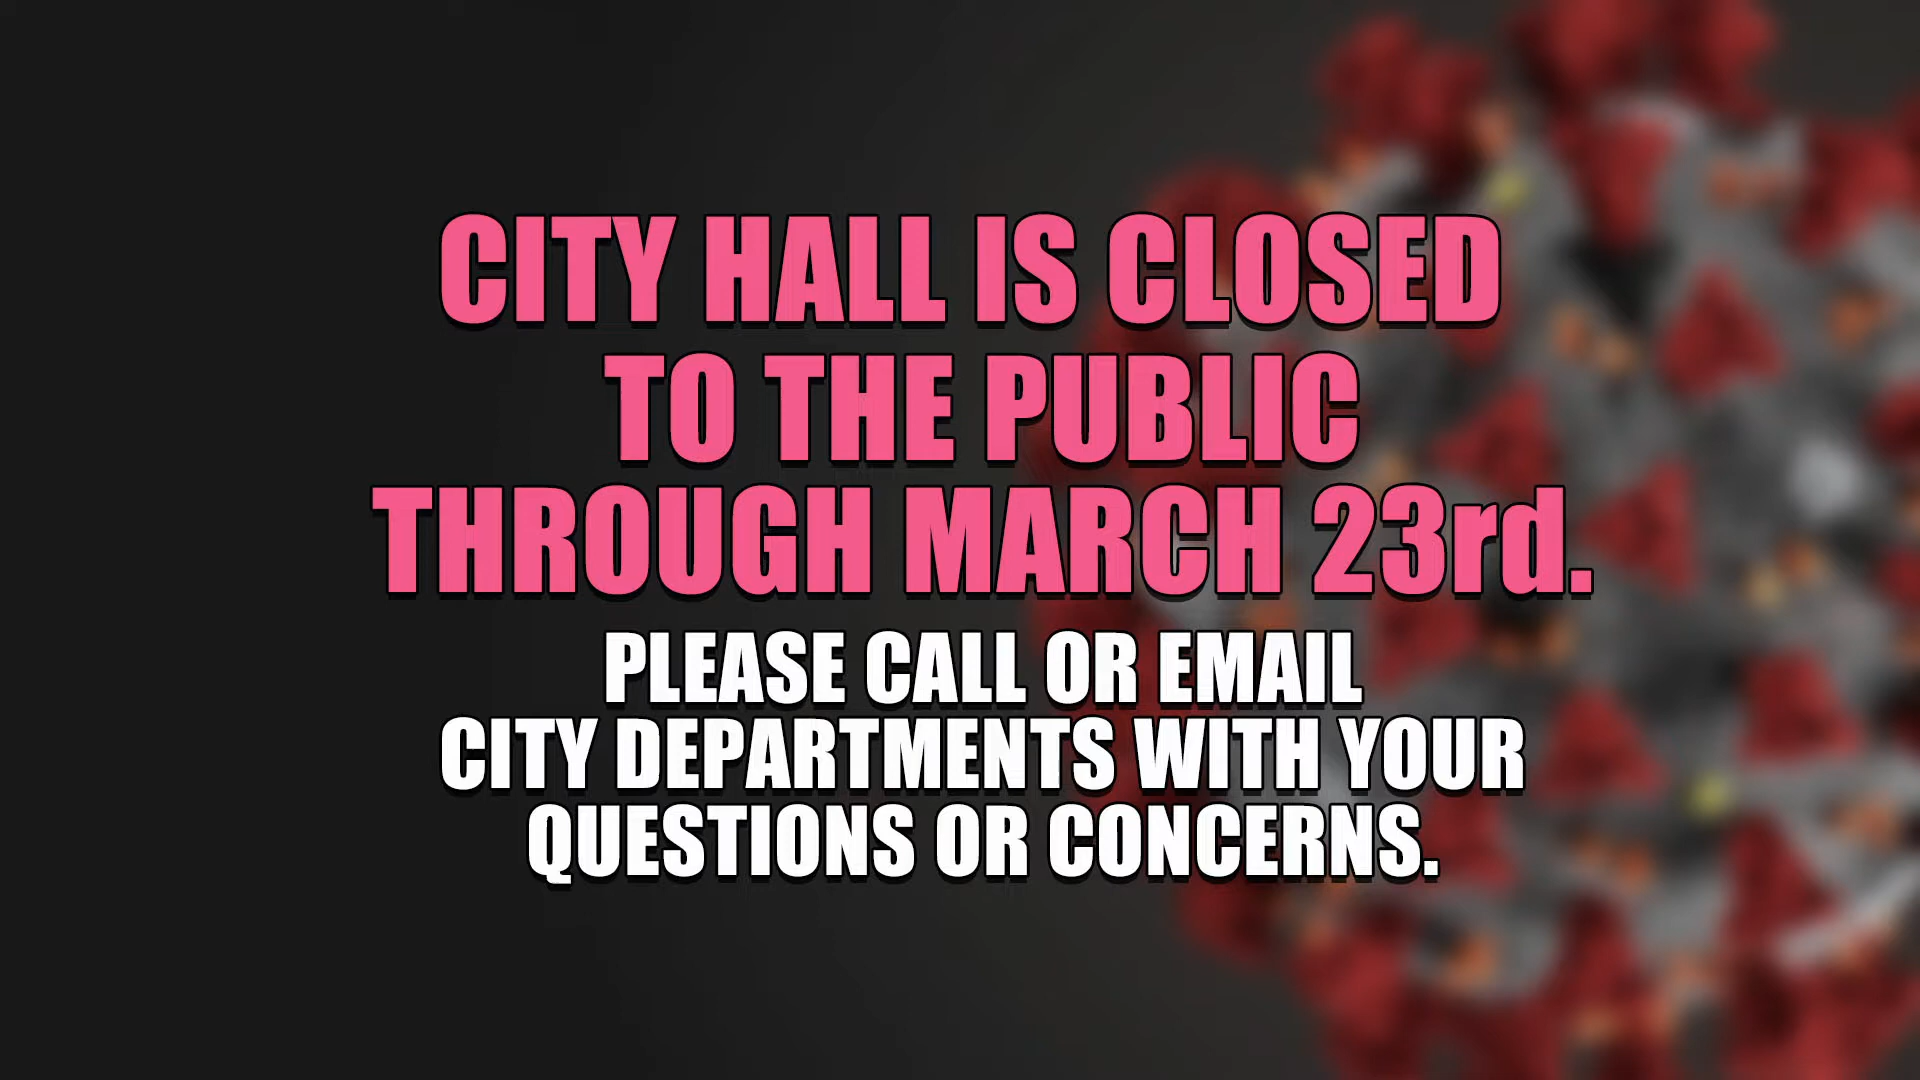 CITY HALL IS CLOSED
TO THE PUBLIC
THROUGH MARCH 23rd.
PLEASE CALL OR EMAIL
CITY DEPARTMENTS WITH YOUR
QUESTIONS OR CONCERNS.